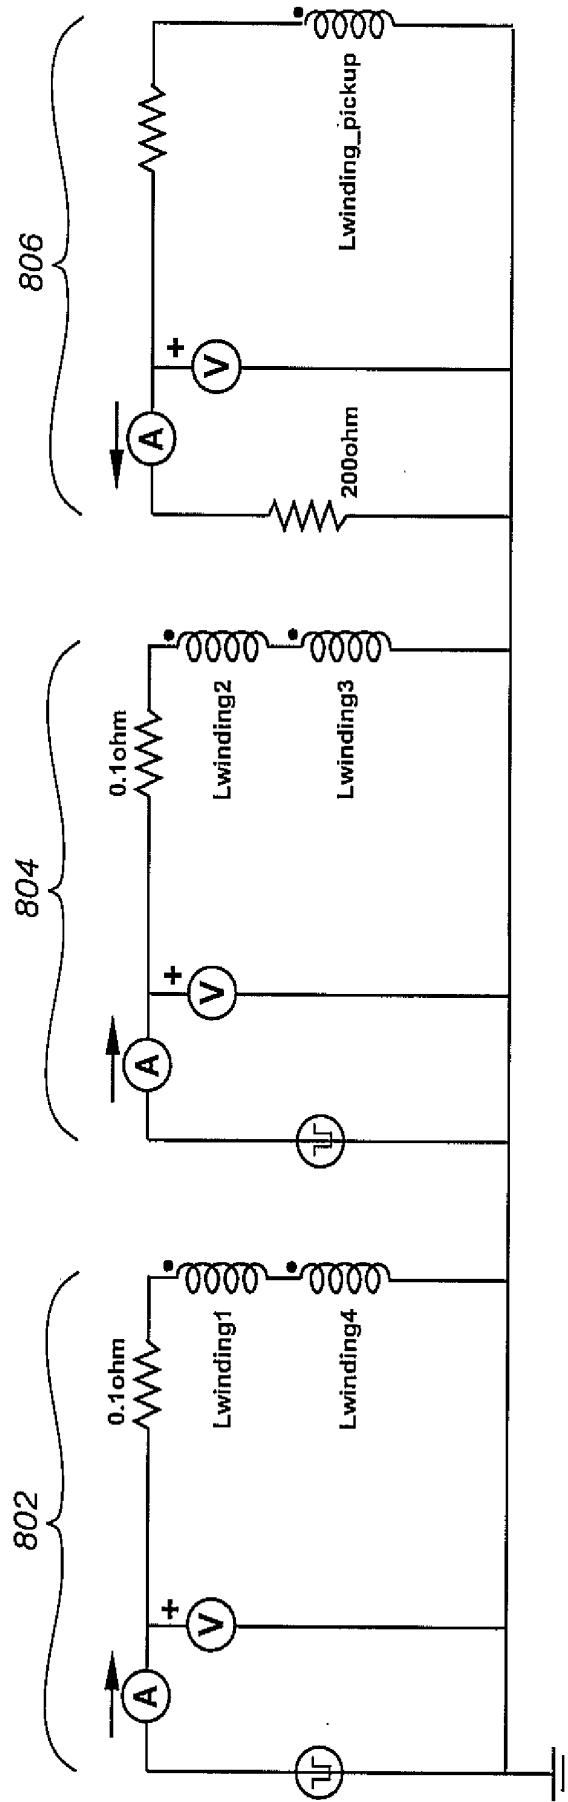 802
0.1ohm
A
+
V
Lwinding1
Lwinding4
804
0.1ohm
A
+
V
Lwinding2
Lwinding3
806
A
+
V
200ohm
Lwinding_pickup